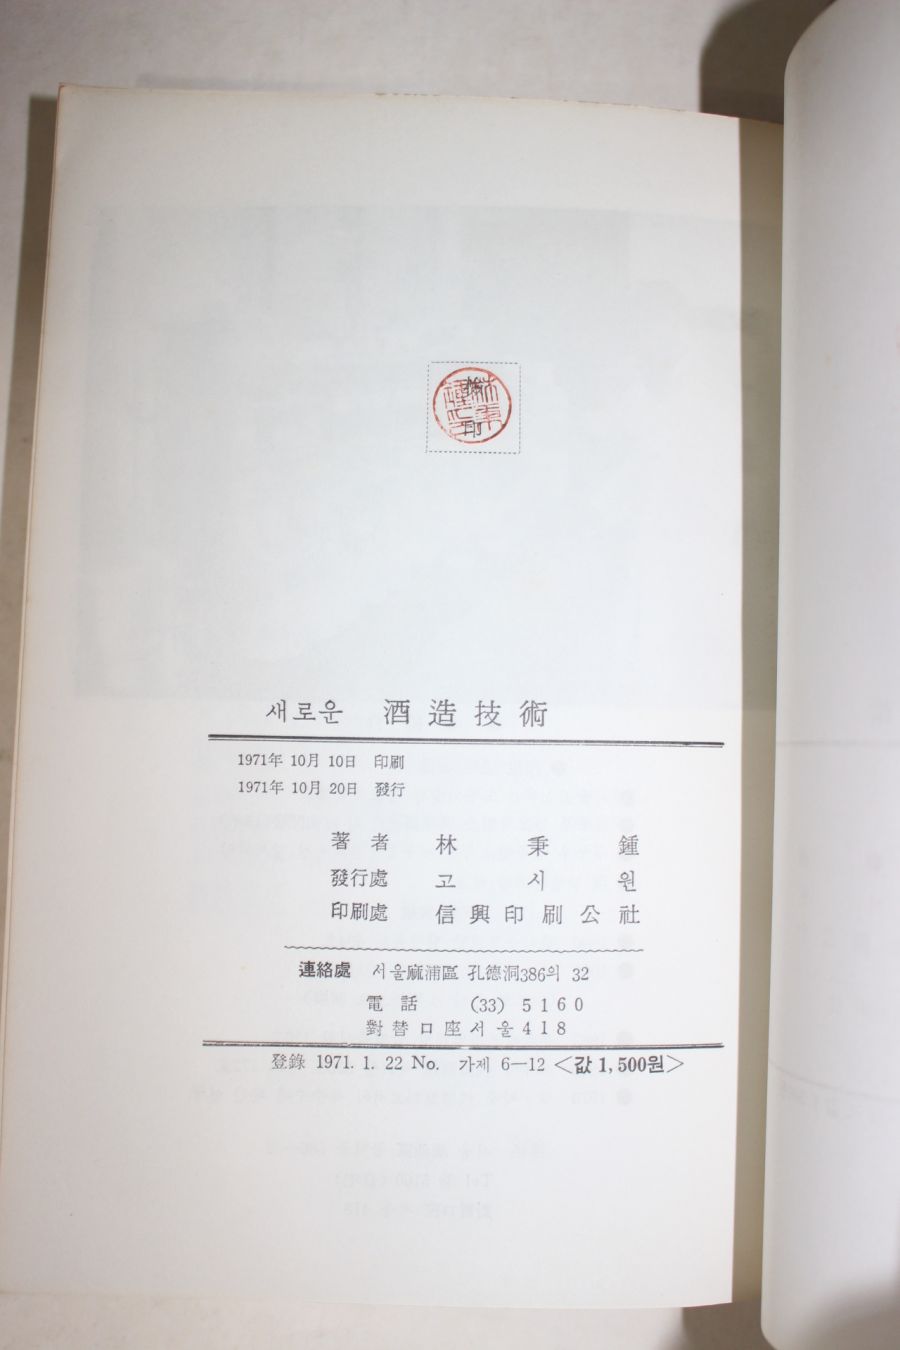 새로운 酒造技術
1971年 10月 10日 印刷
1971年 10月 20日 發行
著者 林秉鍾
發行處 고시원
印刷處 信興印刷公社
連絡處 서울麻浦區 孔德洞386의 32
電話 (33) 5160
對替口座서울418
登錄 1971. 1. 22 No. 가제 6—12 <값 1,500원>